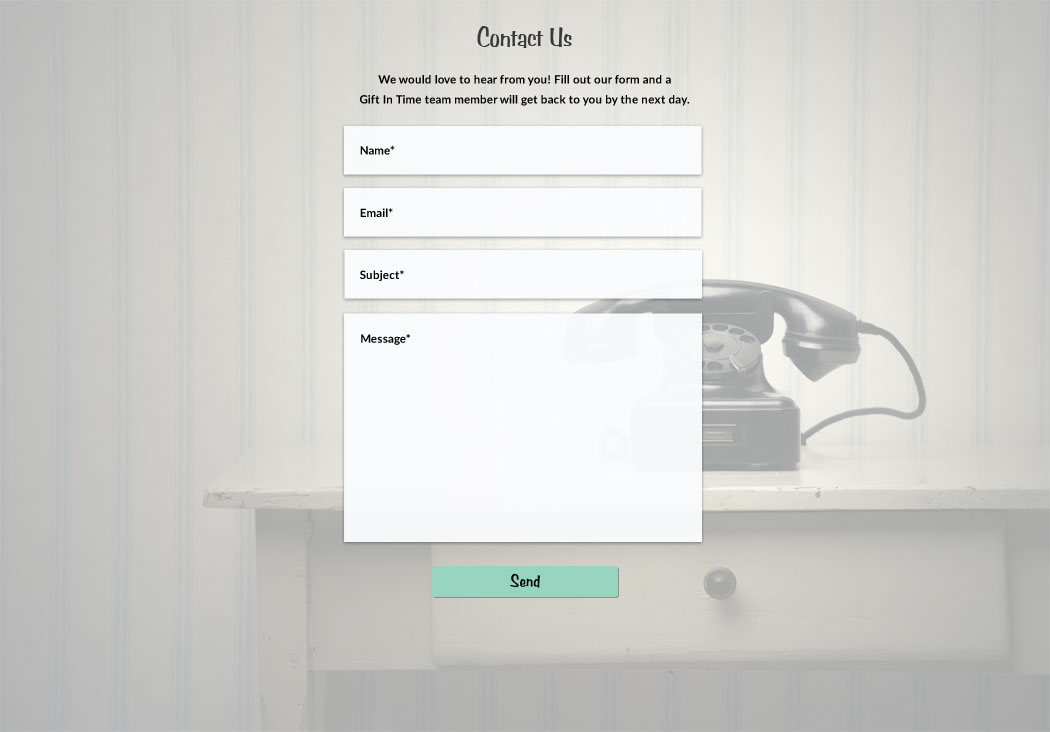 Contact Us
We would love to hear from you! Fill out our form and a
Gift In Time team member will get back to you by the next day.
Name*
Email*
Subject*
Message*
Send